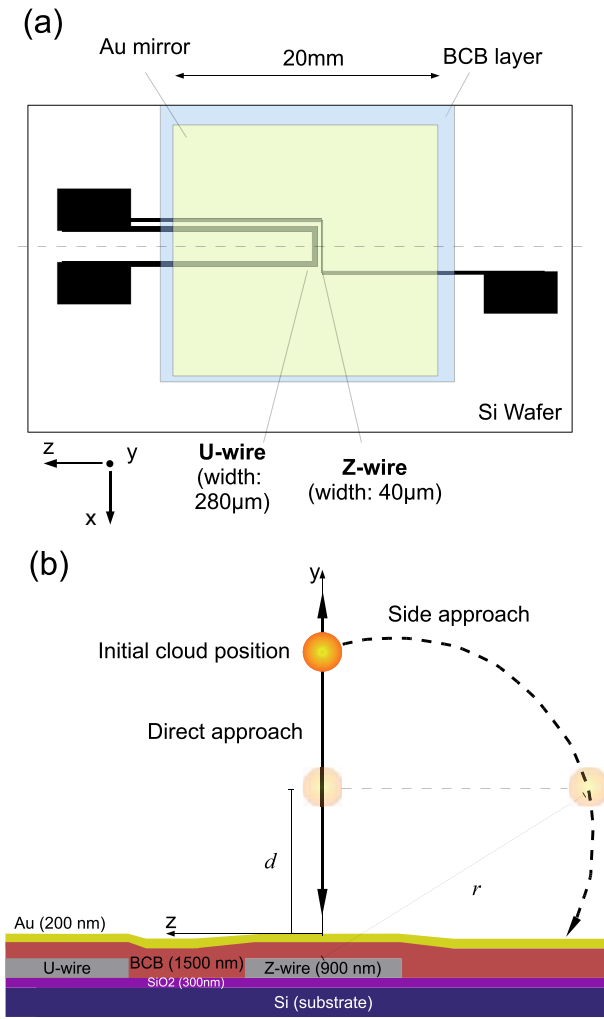 (a)
Au mirror
20mm
BCB layer
Si Wafer
z
y
x
U-wire
(width:
280μm)
Z-wire
(width: 40μm)
(b)
y
Side approach
Initial cloud position
Direct approach
d
r
Au (200 nm)
z
U-wire
BCB (1500 nm)
Z-wire (900 nm)
SiO2 (300nm)
Si (substrate)